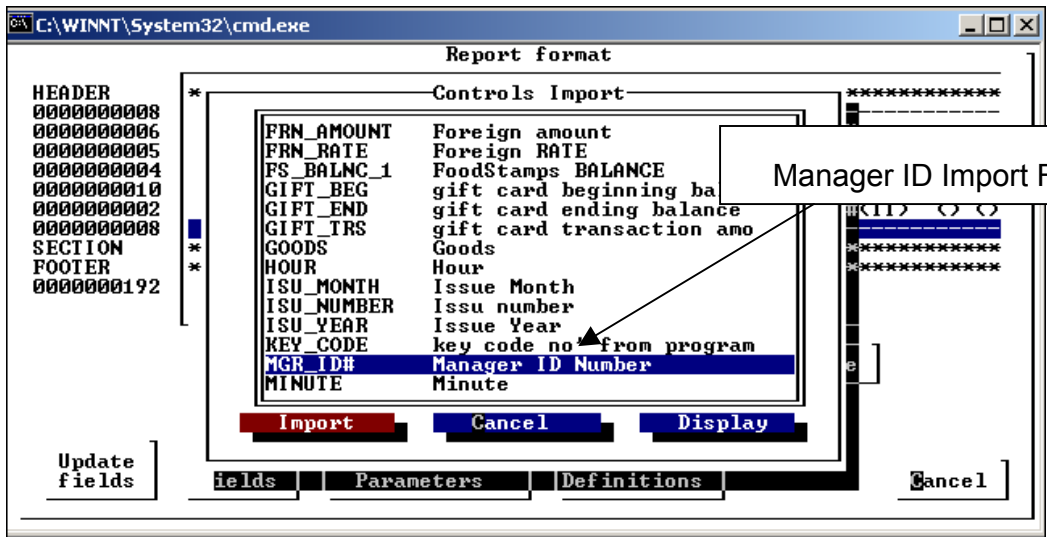 C:\WINNT\System32\cmd.exe
Report format
HEADER * Controls Import ************
0000000008
0000000006 FRN_AMOUNT Foreign amount
0000000005 FRN_RATE Foreign RATE
0000000004 FS_BALNC_1 FoodStamps BALANCE
Manager ID Import F
0000000010 GIFT_BEG gift card beginning ba
0000000002 GIFT_END gift card ending balance #(II) () ()
0000000008 GIFT_TRS gift card transaction amo
SECTION * GOODS Goods ************
FOOTER * HOUR Hour ************
0000000192 ISU_MONTH Issue Month
ISU_NUMBER Issu number
ISU_YEAR Issue Year
KEY_CODE key code no' from program
MGR_ID# Manager ID Number e
MINUTE Minute
Import Cancel Display
Update
fields ields Parameters Definitions Cancel